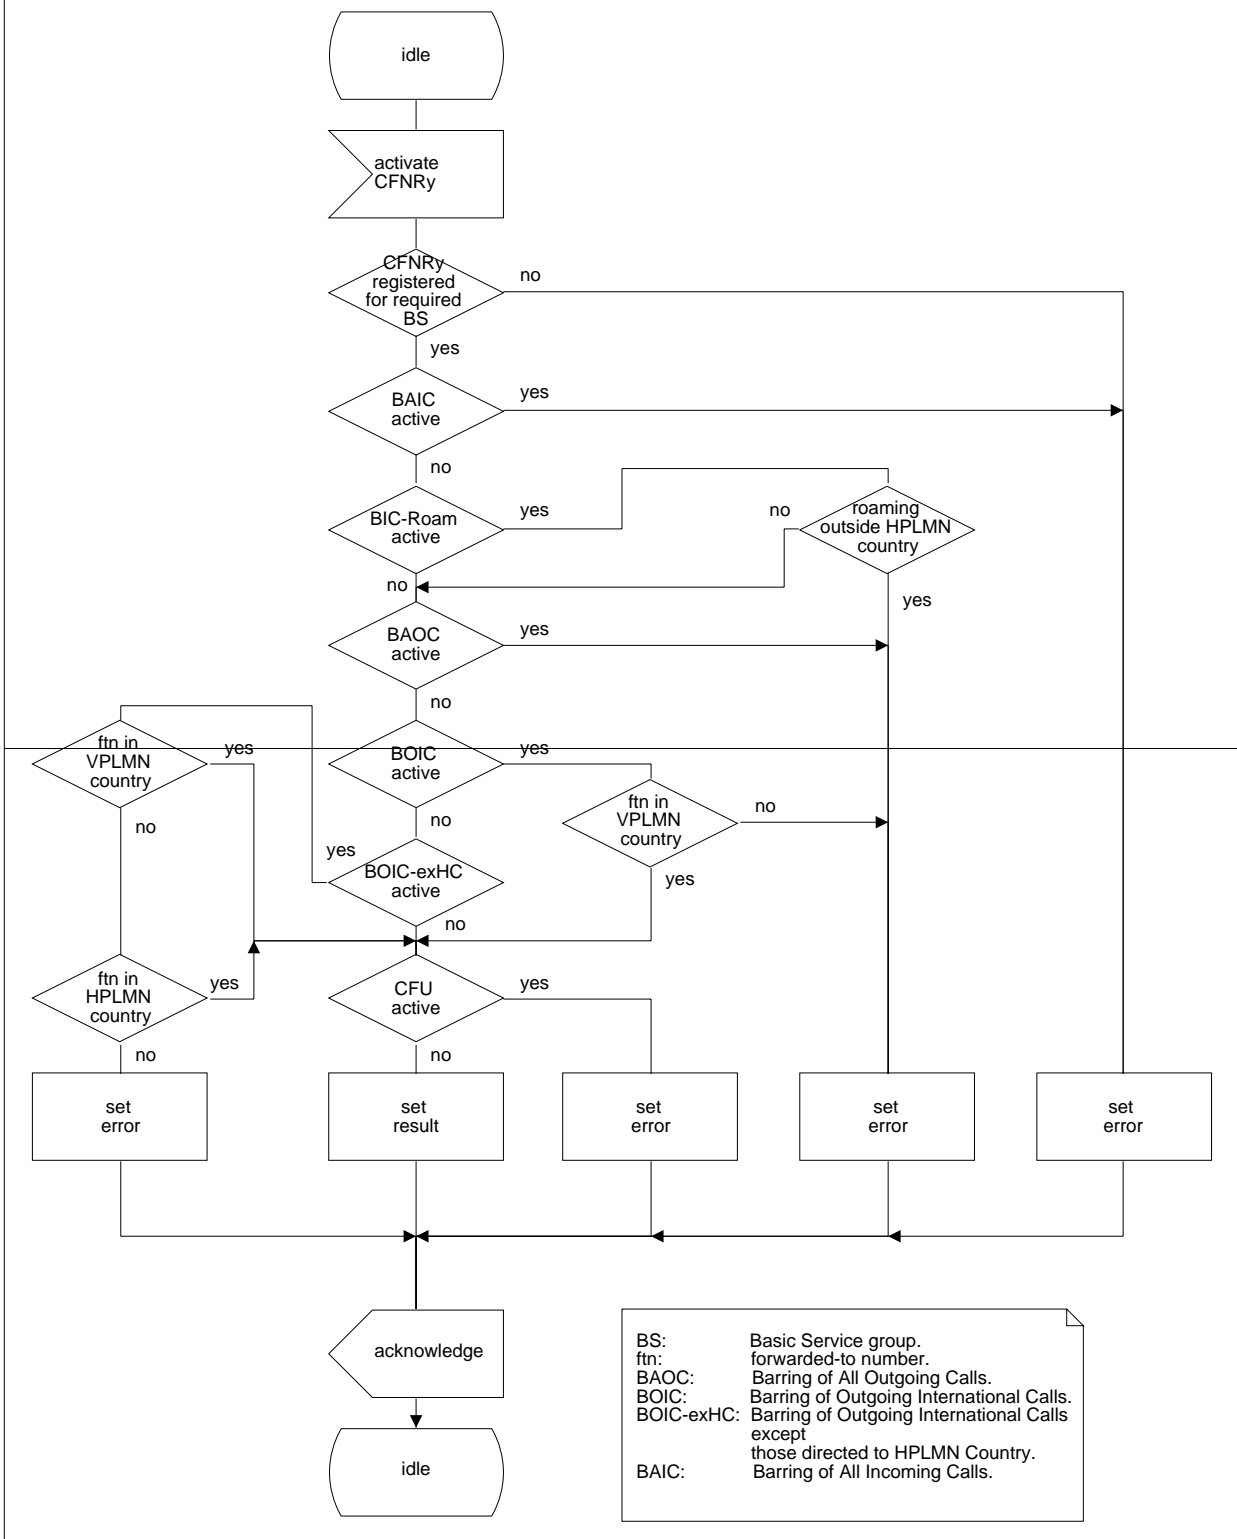 idle
activate
CFNRy
CFNRy
registered
for required
BS
no
yes
BAIC
active
yes
no
BIC-Roam
active
yes
no
roaming
outside HPLMN
country
no
yes
BAOC
active
yes
no
ftn in
VPLMN
country
yes
no
BOIC
active
yes
no
ftn in
VPLMN
country
no
yes
yes
BOIC-exHC
active
no
ftn in
HPLMN
country
yes
no
CFU
active
yes
no
set
error
set
result
set
error
set
error
set
error
acknowledge
idle
BS: Basic Service group.
ftn: forwarded-to number.
BAOC: Barring of All Outgoing Calls.
BOIC: Barring of Outgoing International Calls.
BOIC-exHC: Barring of Outgoing International Calls
except
those directed to HPLMN Country.
BAIC: Barring of All Incoming Calls.